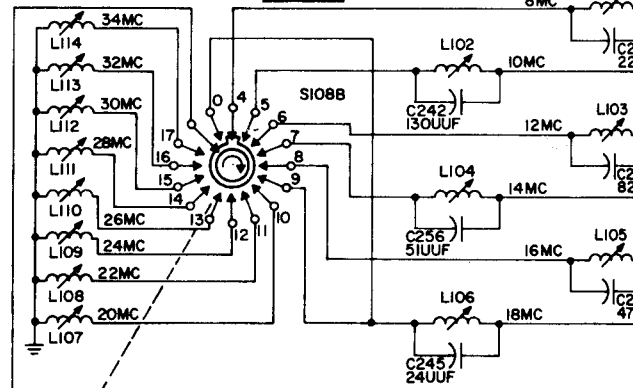 34MC
L114
32MC
L113
30MC
L112
28MC
L111
L110
26MC
24MC
L109
22MC
L108
20MC
L107
S108B
0
4
5
6
7
8
9
10
11
12
13
14
15
16
17
8MC
L102
10MC
C242
130UUF
12MC
L103
L104
14MC
C256
51UUF
16MC
L105
L106
18MC
C245
24UUF